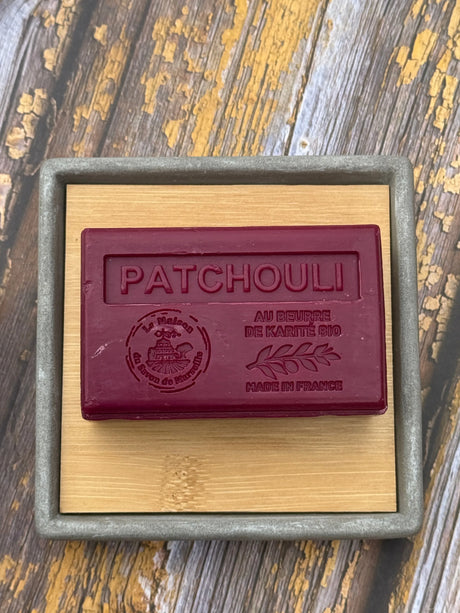 PATCHOULI
La Maison
du Savon de Marseille
AU BEURRE
DE KARITÉ BIO
MADE IN FRANCE